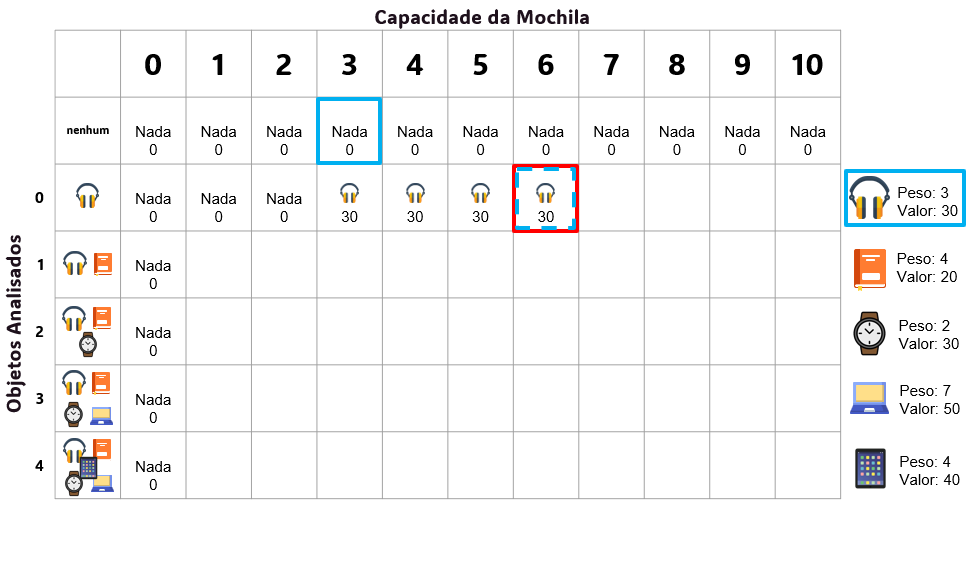 Capacidade da Mochila
0 1 2 3 4 5 6 7 8 9 10
nenhum
Nada Nada Nada Nada Nada Nada Nada Nada Nada Nada Nada
0 0 0 0 0 0 0 0 0 0 0
0
Nada Nada Nada
0 0 0 30 30 30 30
1
Nada
0
2
Nada
0
3
Nada
0
4
Nada
0
Objetos Analisados
Peso: 3
Valor: 30
Peso: 4
Valor: 20
Peso: 2
Valor: 30
Peso: 7
Valor: 50
Peso: 4
Valor: 40